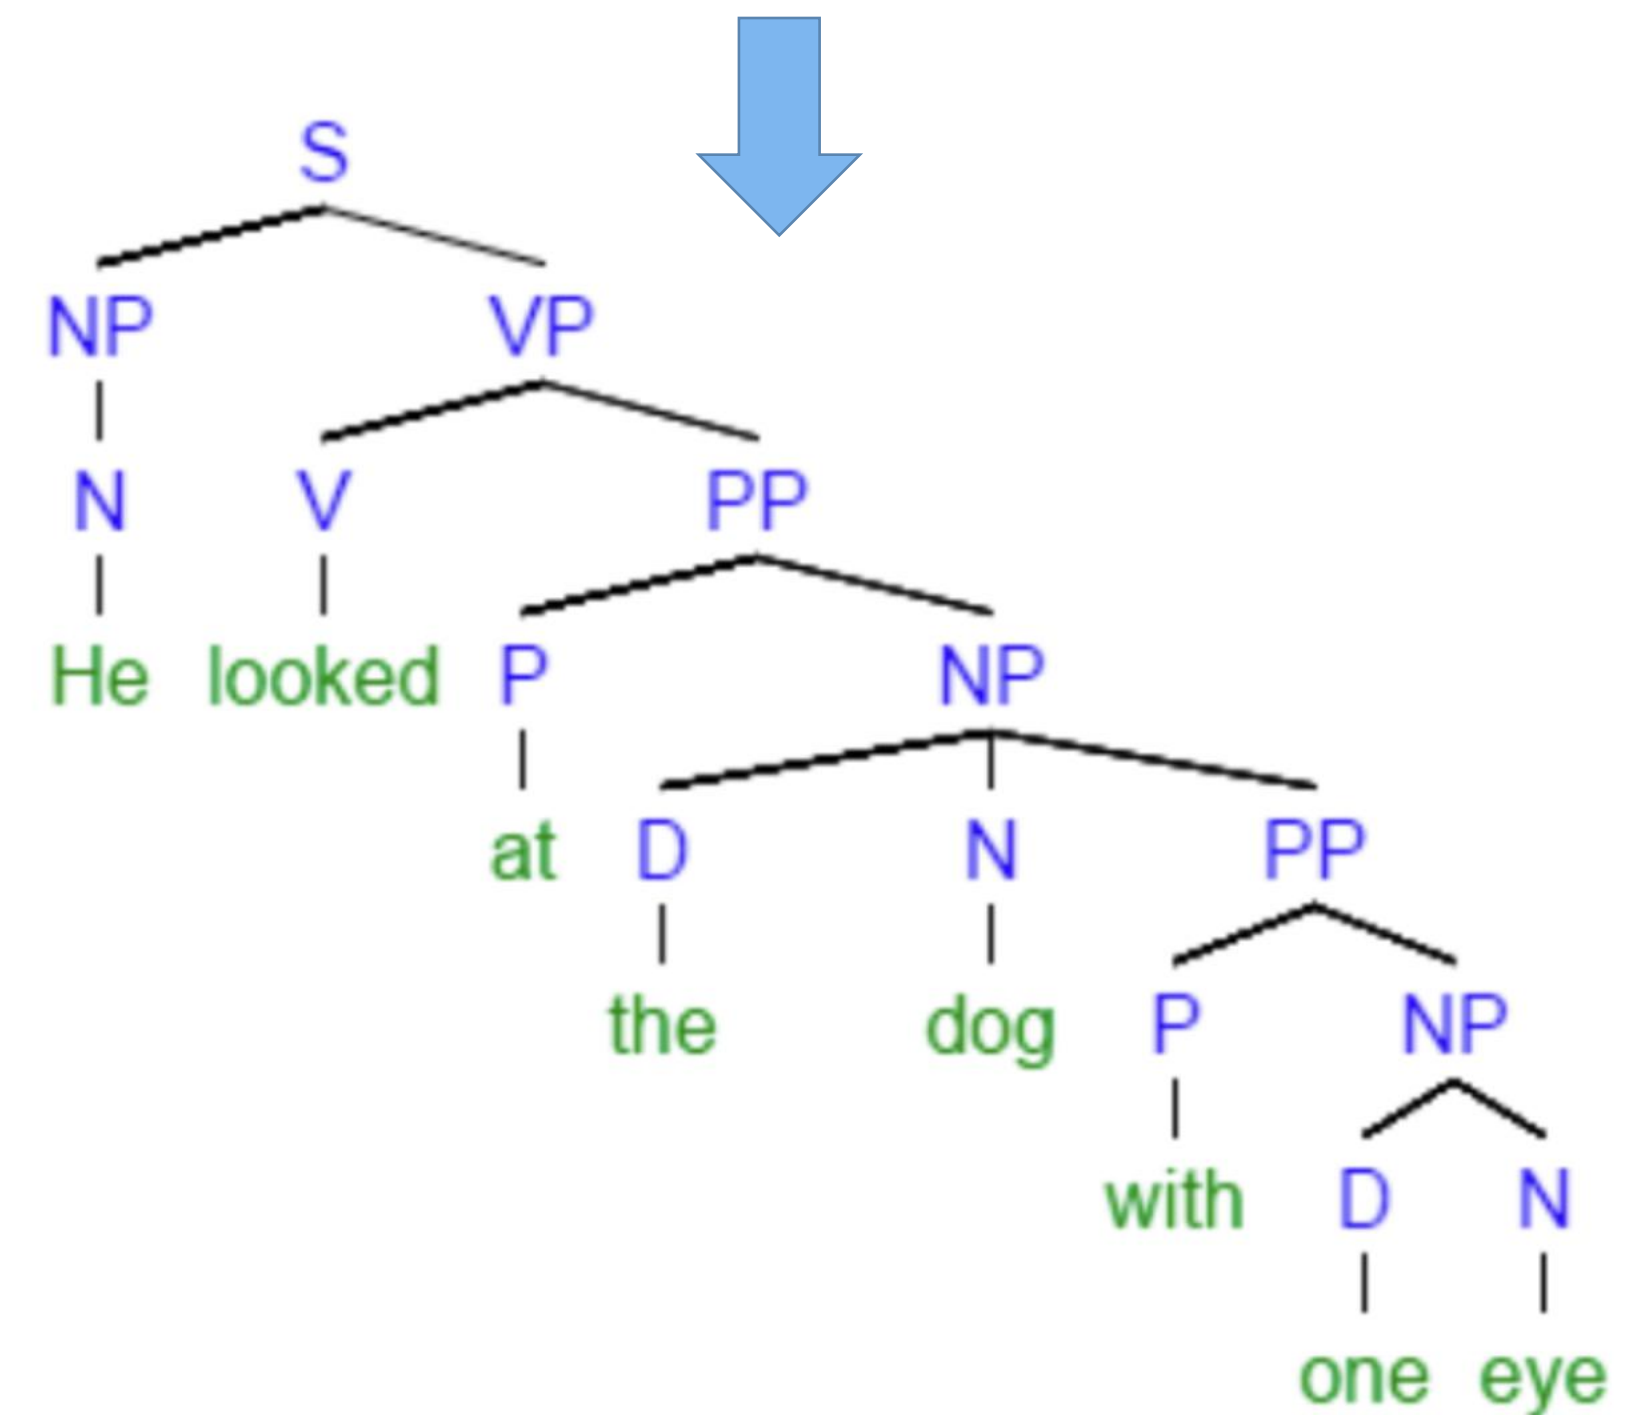 S
NP VP
N V PP
He looked P NP
at D N PP
the dog P NP
with D N
one eye